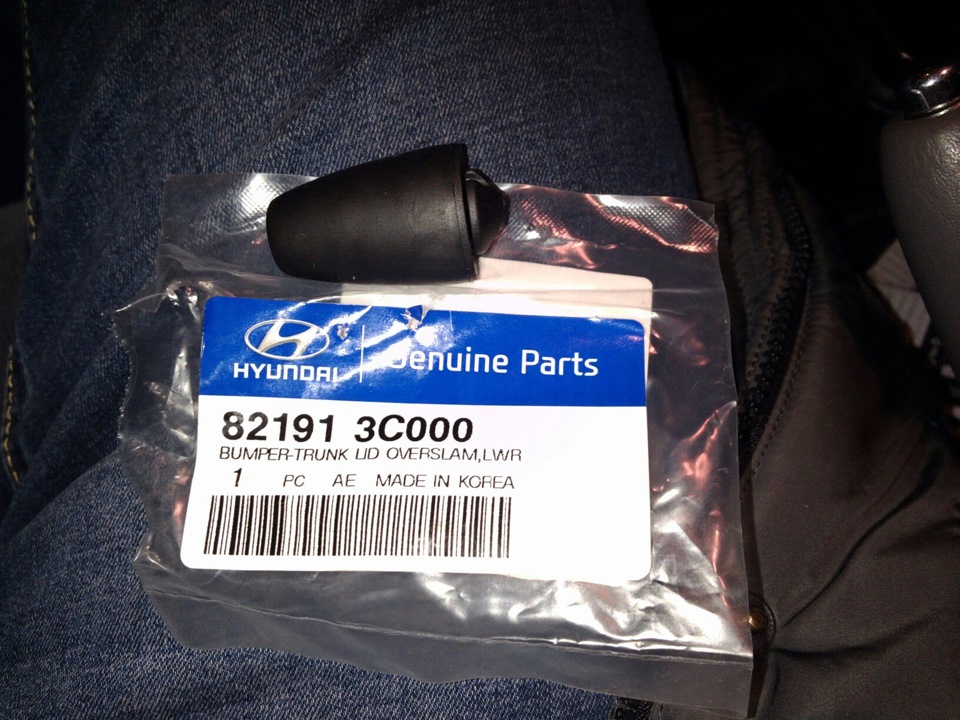 HYUNDAI
Genuine Parts
82191 3C000
BUMPER-TRUNK LID OVERSLAM,LWR
1 PC AE MADE IN KOREA